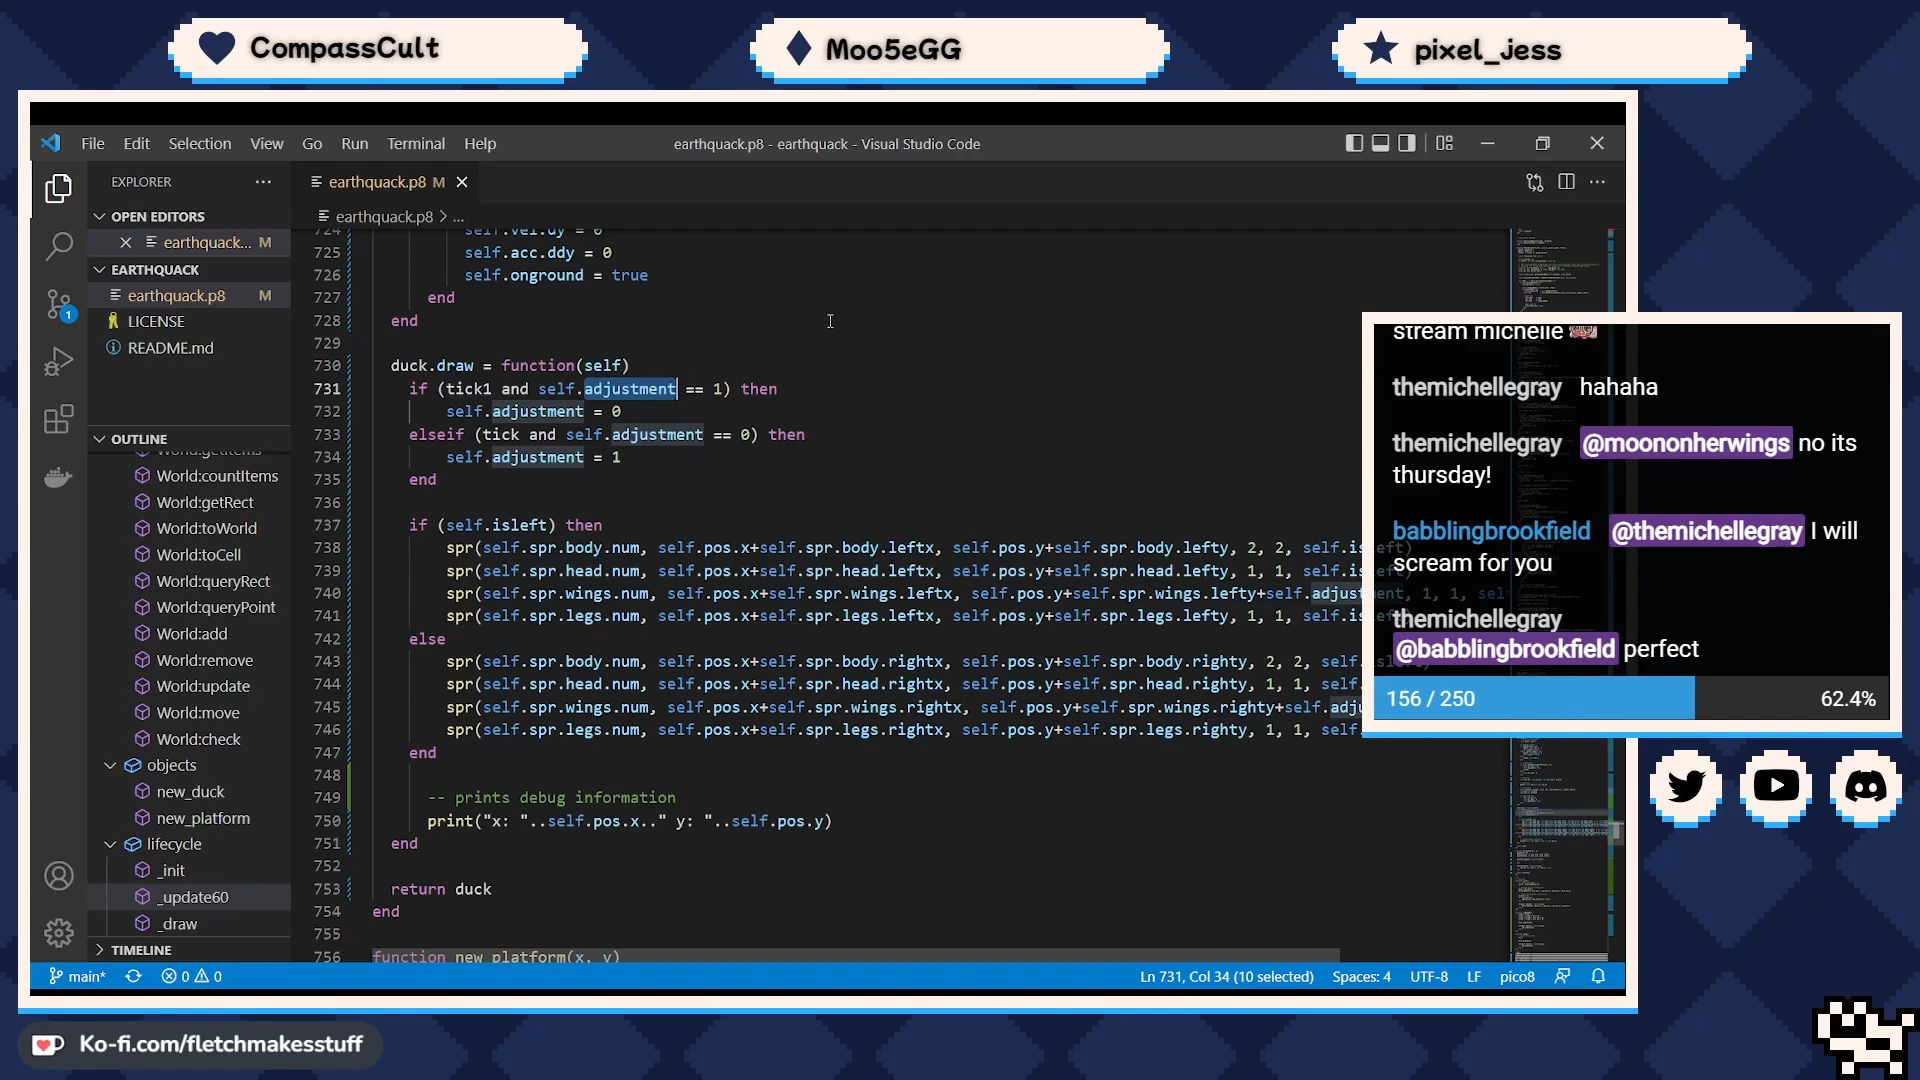 CompassCult
Moo5eGG
pixel_jess
File Edit Selection View Go Run Terminal Help
earthquack.p8 - earthquack - Visual Studio Code
EXPLORER
OPEN EDITORS
earthquack... M
EARTHQUACK
earthquack.p8 M
LICENSE
README.md
1
OUTLINE
World:getItems
World:countItems
World:getRect
World:toWorld
World:toCell
World:queryRect
World:queryPoint
World:add
World:remove
World:update
World:move
World:check
objects
new_duck
new_platform
lifecycle
_init
_update60
_draw
TIMELINE
earthquack.p8 M
earthquack.p8 > ...
724 self.vel.dy = 0
725 self.acc.ddy = 0
726 self.onground = true
727 end
728 end
729
730 duck.draw = function(self)
731 if (tick1 and self.adjustment == 1) then
732 self.adjustment = 0
733 elseif (tick and self.adjustment == 0) then
734 self.adjustment = 1
735 end
736
737 if (self.isleft) then
738 spr(self.spr.body.num, self.pos.x+self.spr.body.leftx, self.pos.y+self.spr.body.lefty, 2, 2, self.isleft)
739 spr(self.spr.head.num, self.pos.x+self.spr.head.leftx, self.pos.y+self.spr.head.lefty, 1, 1, self.isleft)
740 spr(self.spr.wings.num, self.pos.x+self.spr.wings.leftx, self.pos.y+self.spr.wings.lefty+self.adjustment, 1, 1, sel
741 spr(self.spr.legs.num, self.pos.x+self.spr.legs.leftx, self.pos.y+self.spr.legs.lefty, 1, 1, self.isleft)
742 else
743 spr(self.spr.body.num, self.pos.x+self.spr.body.rightx, self.pos.y+self.spr.body.righty, 2, 2, self.isleft)
744 spr(self.spr.head.num, self.pos.x+self.spr.head.rightx, self.pos.y+self.spr.head.righty, 1, 1, self.
745 spr(self.spr.wings.num, self.pos.x+self.spr.wings.rightx, self.pos.y+self.spr.wings.righty+self.adju
746 spr(self.spr.legs.num, self.pos.x+self.spr.legs.rightx, self.pos.y+self.spr.legs.righty, 1, 1, self.
747 end
748
749 -- prints debug information
750 print("x: "..self.pos.x.." y: "..self.pos.y)
751 end
752
753 return duck
754 end
755
756 function new_platform(x, y)
stream michelle
themichellegray hahaha
themichellegray @moononherwings no its
thursday!
babblingbrookfield @themichellegray I will
scream for you
themichellegray
@babblingbrookfield perfect
156 / 250 62.4%
main* 0 0
Ln 731, Col 34 (10 selected) Spaces: 4 UTF-8 LF pico8
Ko-fi.com/fletchmakesstuff